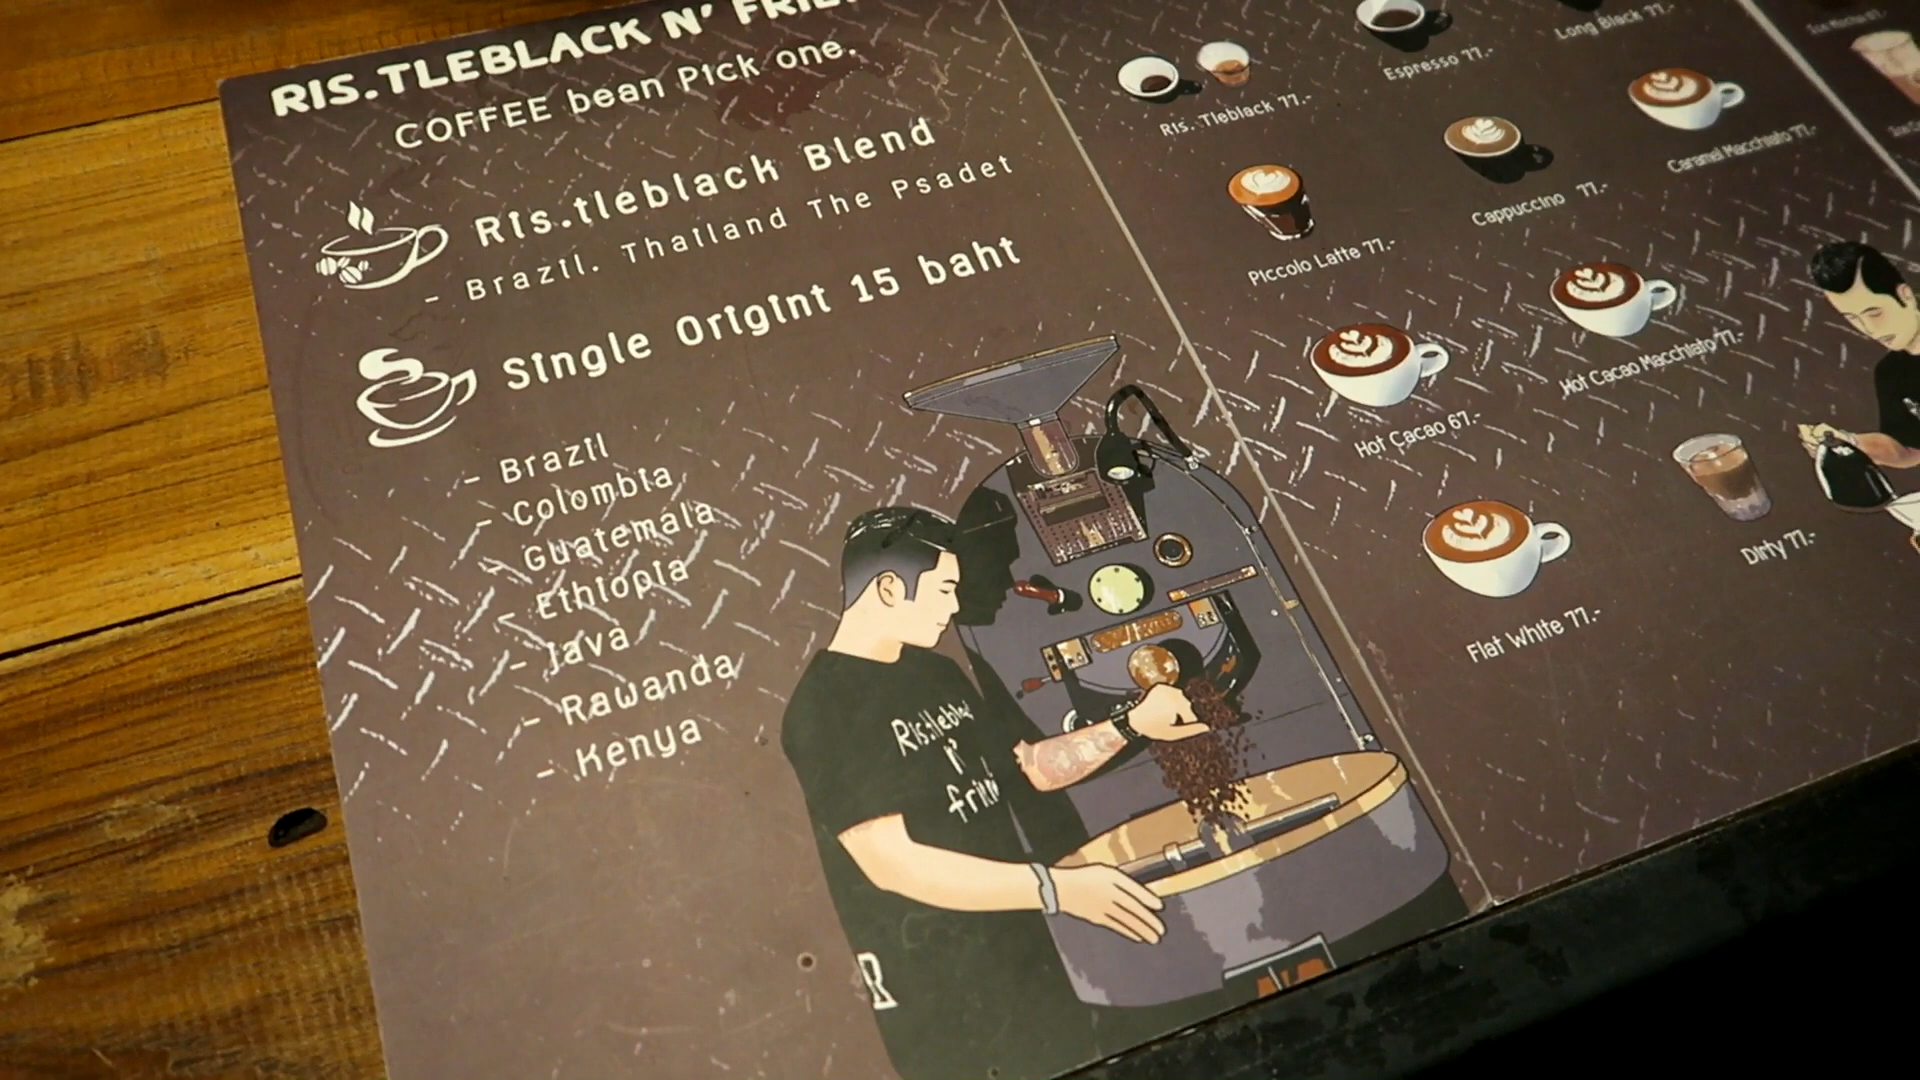 RIS.TLEBLACK N'
COFFEE bean Pick one.
Ris.tleblack Blend
- Brazil. Thailand The Psadet
Single Origint 15 baht
- Brazil
- Colombia
Guatemala
- Ethiopia
- Java
- Rawanda
- Kenya
Ristleblac
N'
frien
R
Ris. Tleblack 77.-
Espresso 77.-
Long Black 77.-
Piccolo Latte 77.-
Cappuccino 77.-
Caramel Macchiato 77.-
Hot Cacao 67.-
Hot Cacao Macchiato 77.-
Flat White 77.-
Dirty 77.-